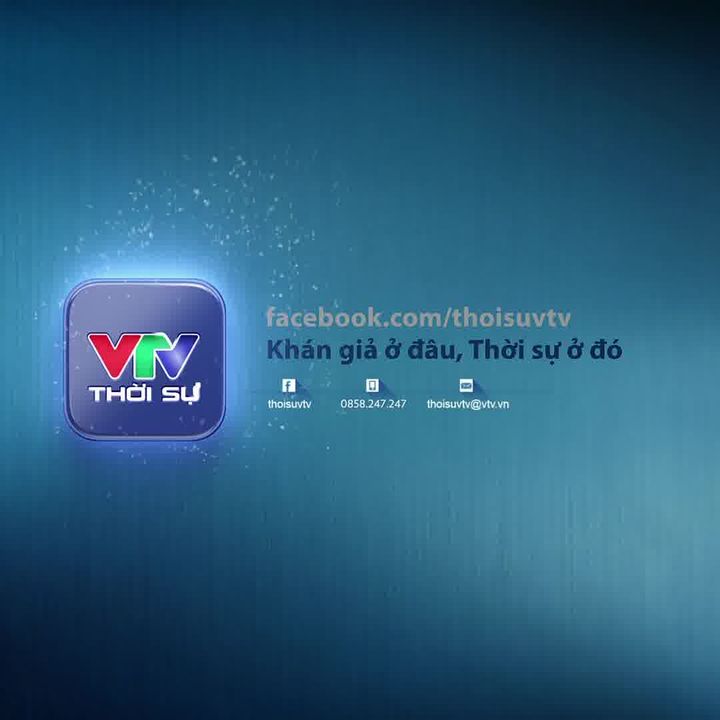 VTV
THỜI SỰ
facebook.com/thoisuvtv
Khán giả ở đâu, Thời sự ở đó
thoisuvtv
0858.247.247
thoisuvtv@vtv.vn